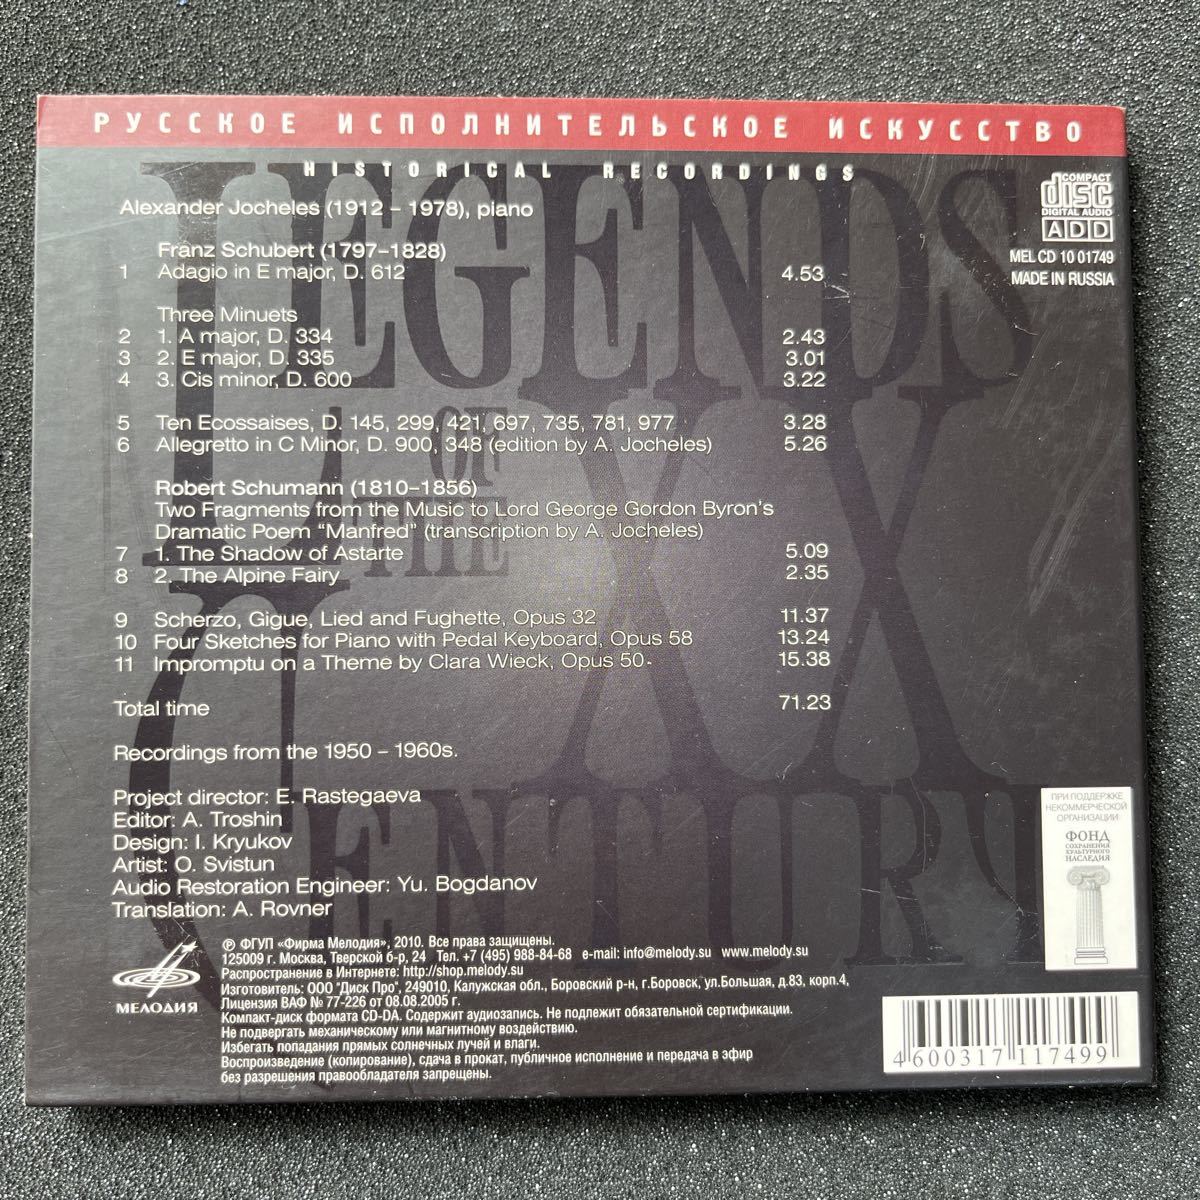 РУССКОЕ ИСПОЛНИТЕЛЬСКОЕ ИСКУССТВО
HISTORICAL RECORDINGS
LEGENDS
OF
THE
XX
CENTURY
COMPACT
disc
DIGITAL AUDIO
ADD
MEL CD 10 01749
MADE IN RUSSIA
Alexander Jocheles (1912 – 1978), piano
Franz Schubert (1797–1828)
1 Adagio in E major, D. 612 4.53
Three Minuets
2 1. A major, D. 334 2.43
3 2. E major, D. 335 3.01
4 3. Cis minor, D. 600 3.22
5 Ten Ecossaises, D. 145, 299, 421, 697, 735, 781, 977 3.28
6 Allegretto in C Minor, D. 900, 348 (edition by A. Jocheles) 5.26
Robert Schumann (1810–1856)
Two Fragments from the Music to Lord George Gordon Byron's
Dramatic Poem “Manfred” (transcription by A. Jocheles)
7 1. The Shadow of Astarte 5.09
8 2. The Alpine Fairy 2.35
9 Scherzo, Gigue, Lied and Fughette, Opus 32 11.37
10 Four Sketches for Piano with Pedal Keyboard, Opus 58 13.24
11 Impromptu on a Theme by Clara Wieck, Opus 50 15.38
Total time 71.23
Recordings from the 1950 – 1960s.
Project director: E. Rastegaeva
Editor: A. Troshin
Design: I. Kryukov
Artist: O. Svistun
Audio Restoration Engineer: Yu. Bogdanov
Translation: A. Rovner
МЕЛОДИЯ
℗ ФГУП «Фирма Мелодия», 2010. Все права защищены.
125009 г. Москва, Тверской б-р, 24 Тел. +7 (495) 988-84-68 e-mail: info@melody.su www.melody.su
Распространение в Интернете: http://shop.melody.su
Изготовитель: ООО "Диск Про", 249010, Калужская обл., Боровский р-н, г.Боровск, ул.Большая, д.83, корп.4,
Лицензия ВАФ № 77-226 от 08.08.2005 г.
Компакт-диск формата CD-DA. Содержит аудиозапись. Не подлежит обязательной сертификации.
Не подвергать механическому или магнитному воздействию.
Избегать попадания прямых солнечных лучей и влаги.
Воспроизведение (копирование), сдача в прокат, публичное исполнение и передача в эфир
без разрешения правообладателя запрещены.
ПРИ ПОДДЕРЖКЕ
НЕКОММЕРЧЕСКОЙ
ОРГАНИЗАЦИИ
ФОНД
СОХРАНЕНИЯ
КУЛЬТУРНОГО
НАСЛЕДИЯ
4 600317 117499